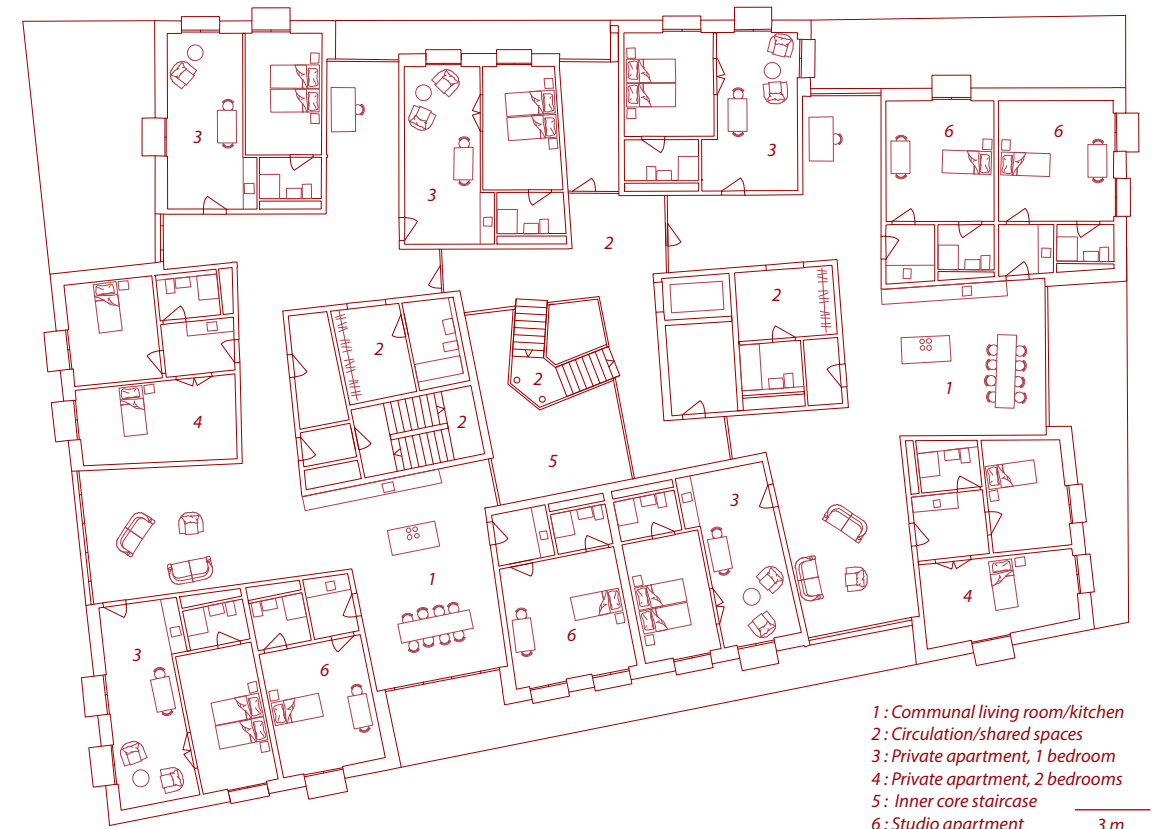 3
3
3
6
6
2
2
2
2
4
2
1
5
3
1
6
4
3
6
1 : Communal living room/kitchen
2 : Circulation/shared spaces
3 : Private apartment, 1 bedroom
4 : Private apartment, 2 bedrooms
5 : Inner core staircase
6 : Studio apartment
3 m